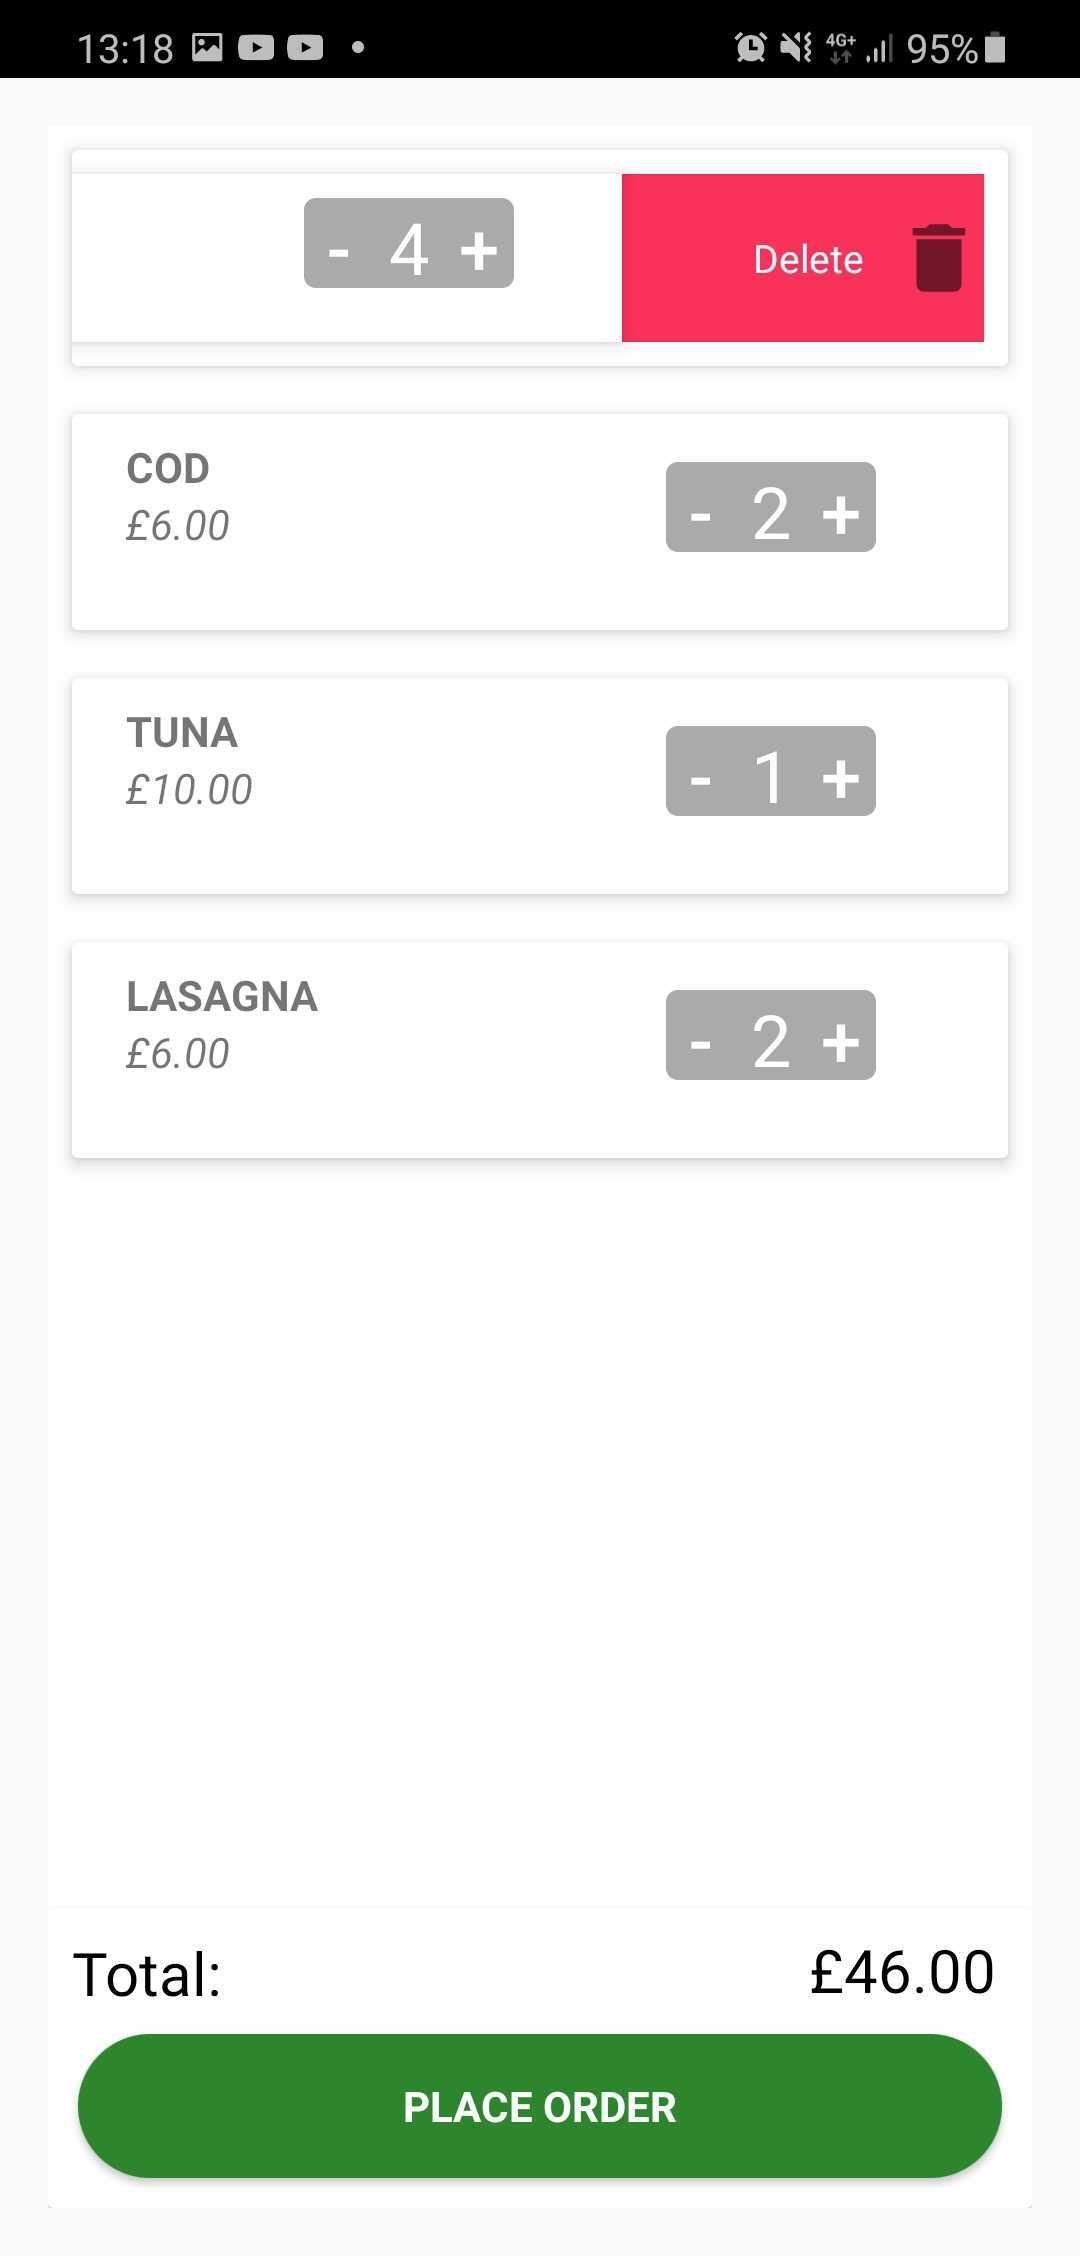 13:18 4G+ 95%
- 4 +
Delete
COD
£6.00
- 2 +
TUNA
£10.00
- 1 +
LASAGNA
£6.00
- 2 +
Total: £46.00
PLACE ORDER